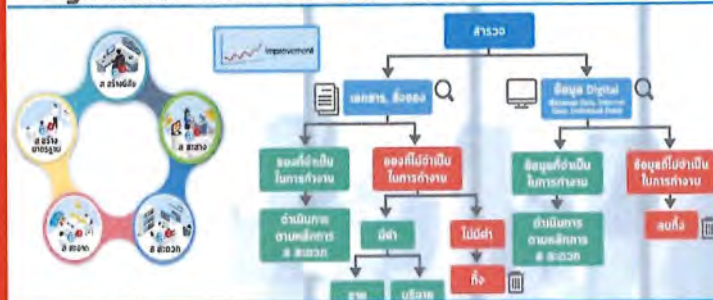 Improvement
สำรวจ
เอกสาร, สิ่งของ
ข้อมูล Digital
ส สร้างนิสัย
ส สร้าง
มาตรฐาน
ส สะสาง
ส สะอาด
ส สะดวก
ของที่จำเป็น
ในการทำงาน
ของที่ไม่จำเป็น
ในการทำงาน
ข้อมูลที่จำเป็น
ในการทำงาน
ข้อมูลที่ไม่จำเป็น
ในการทำงาน
ดำเนินการ
ตามหลักการ
ส สะดวก
มีค่า
ไม่มีค่า
ดำเนินการ
ตามหลักการ
ส สะดวก
ลบทิ้ง
ทิ้ง
ขาย
บริจาค